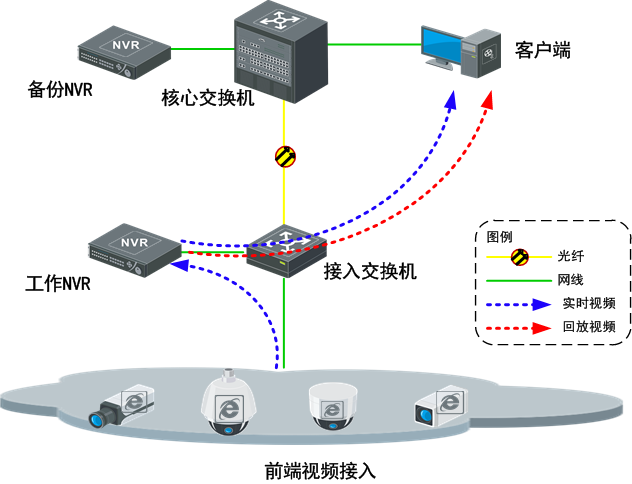 NVR
备份NVR
核心交换机
客户端
NVR
工作NVR
接入交换机
图例
光纤
网线
实时视频
回放视频
前端视频接入